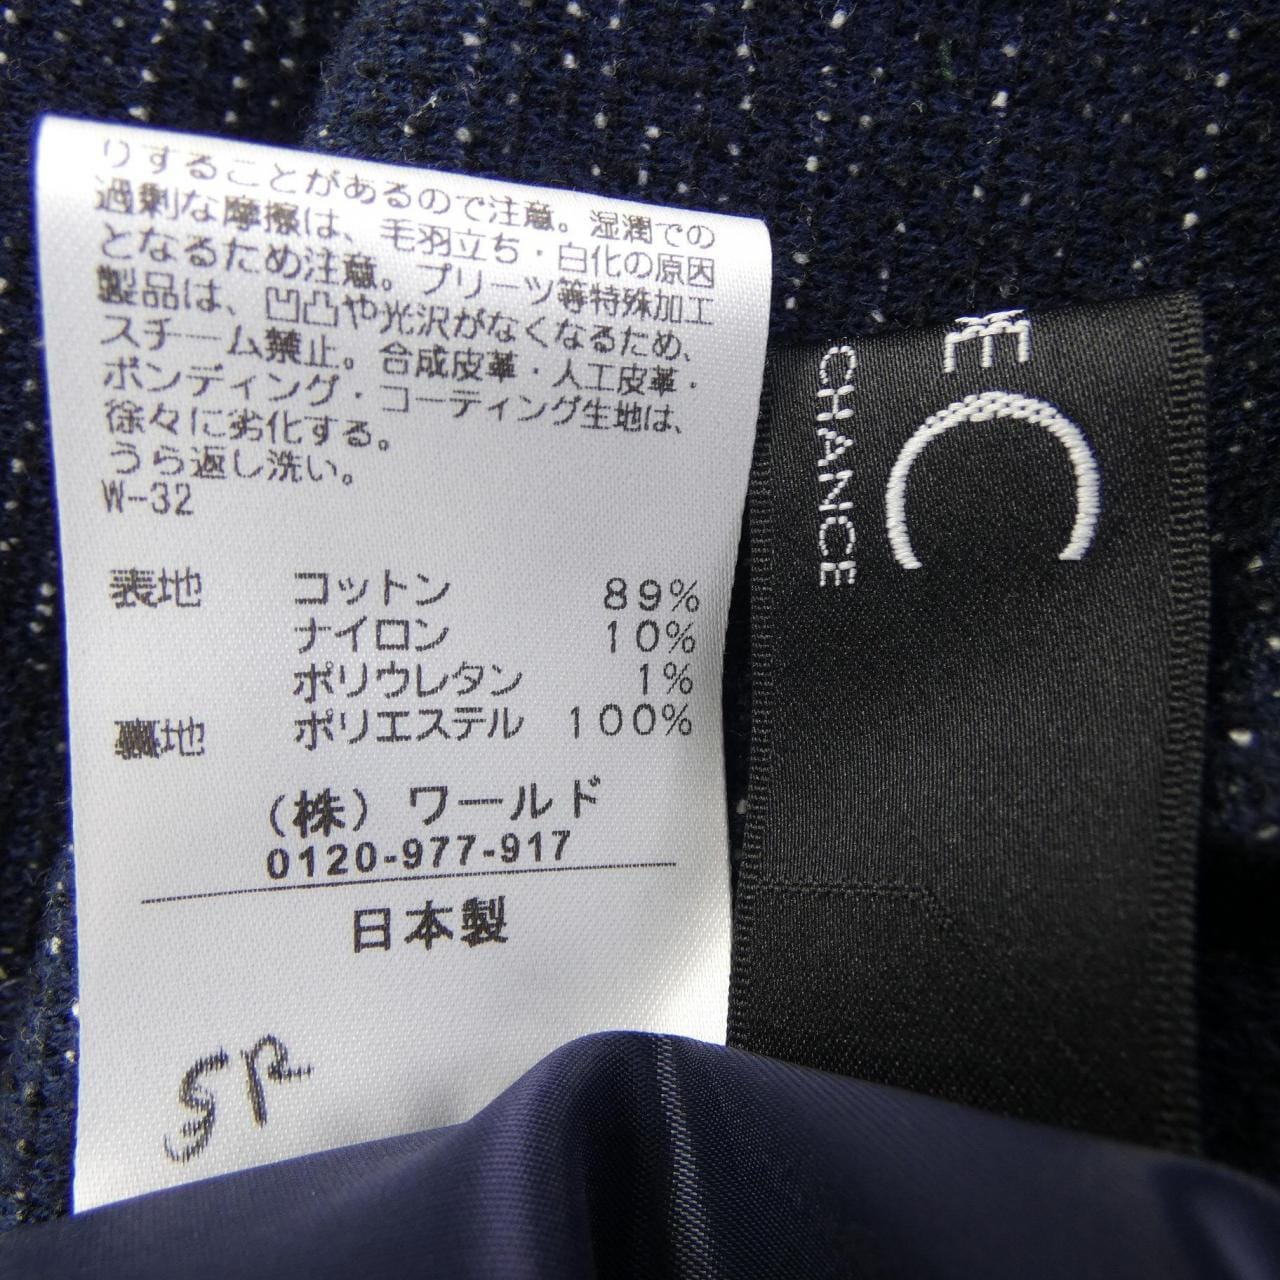 りすることがあるので注意。湿潤での
過剰な摩擦は、毛羽立ち・白化の原因
となるため注意。プリーツ等特殊加工
製品は、凹凸や光沢がなくなるため、
スチーム禁止。合成皮革・人工皮革・
ボンディング・コーティング生地は、
徐々に劣化する。
うら返し洗い。
W-32
表地 コットン 89%
ナイロン 10%
ポリウレタン 1%
裏地 ポリエステル 100%
(株) ワールド
0120-977-917
日本製
CHANCE